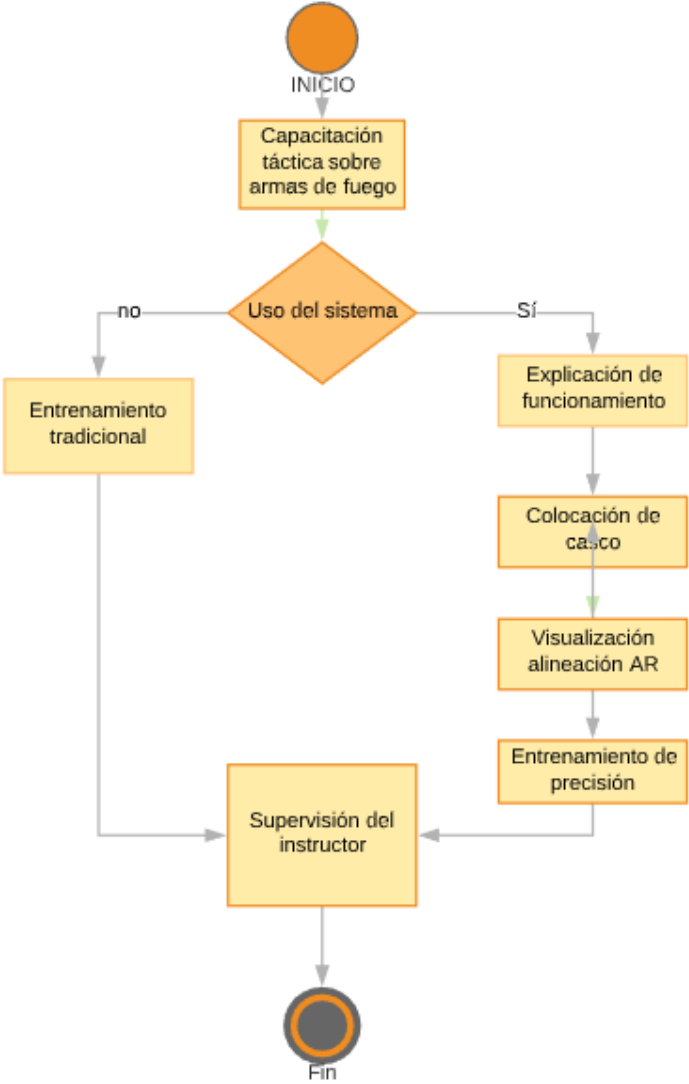 INICIO
Capacitación
táctica sobre
armas de fuego
Uso del sistema
no
Sí
Entrenamiento
tradicional
Explicación de
funcionamiento
Colocación de
casco
Visualización
alineación AR
Entrenamiento de
precisión
Supervisión del
instructor
Fin